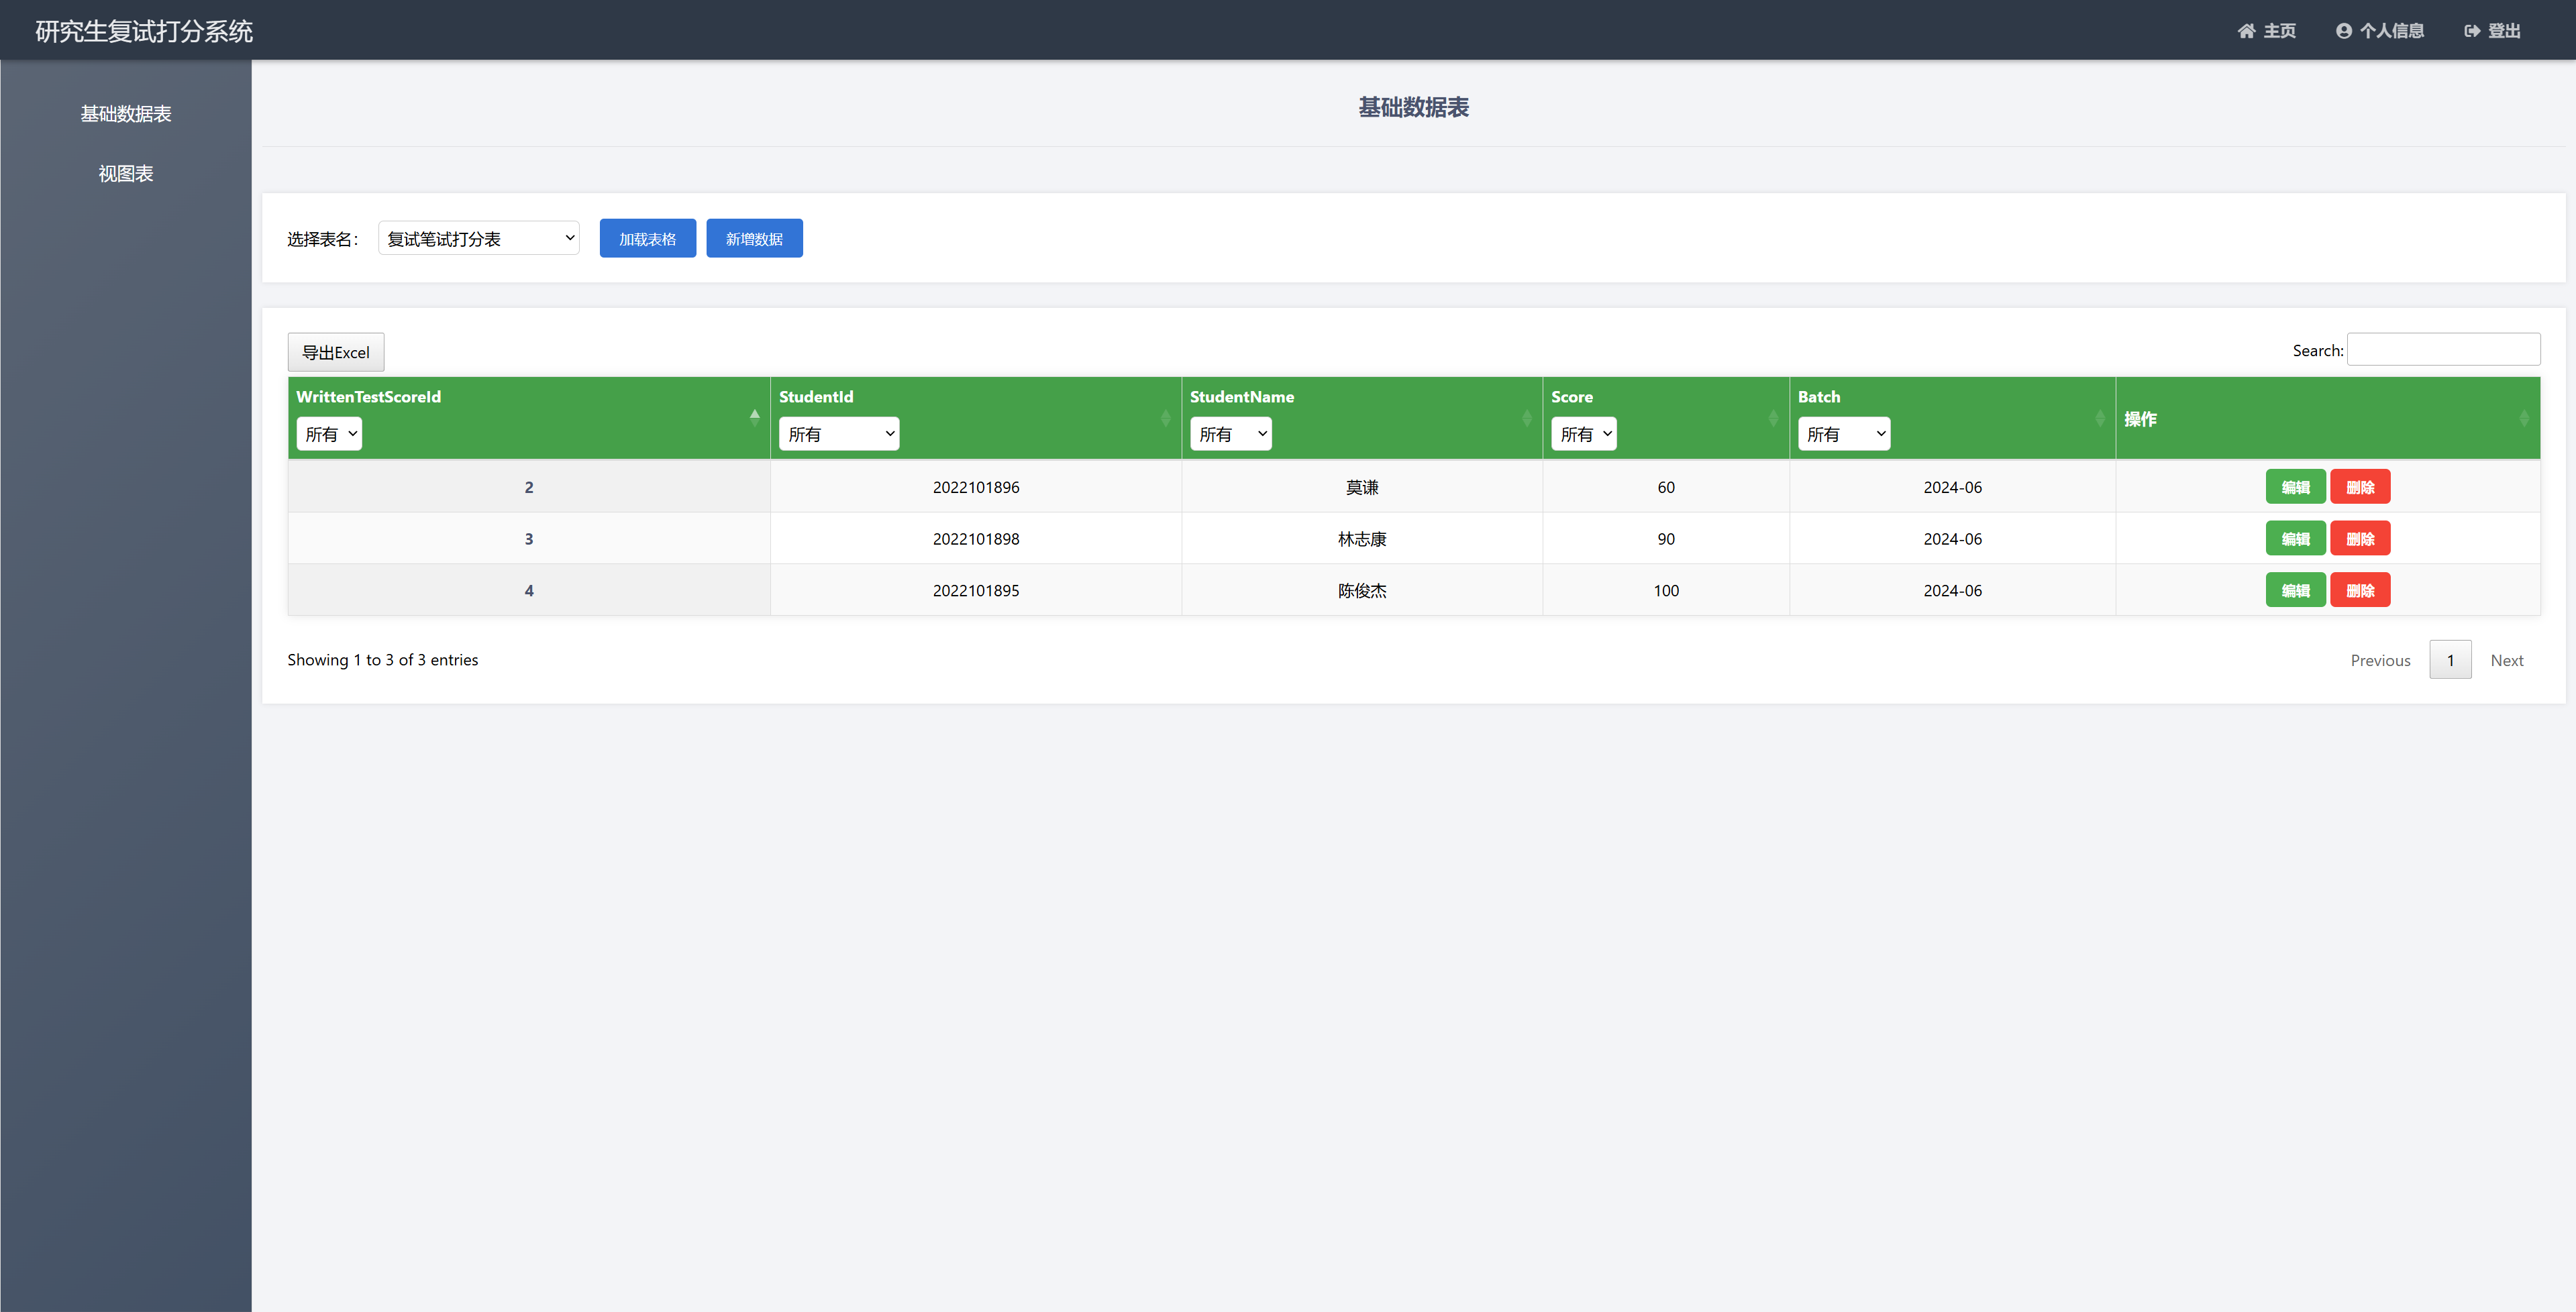 研究生复试打分系统
主页 个人信息 登出
基础数据表
视图表
基础数据表
选择表名： 复试笔试打分表 加载表格 新增数据
导出Excel Search:
WrittenTestScoreId StudentId StudentName Score Batch 操作
所有 所有 所有 所有 所有
2 2022101896 莫谦 60 2024-06 编辑 删除
3 2022101898 林志康 90 2024-06 编辑 删除
4 2022101895 陈俊杰 100 2024-06 编辑 删除
Showing 1 to 3 of 3 entries Previous 1 Next